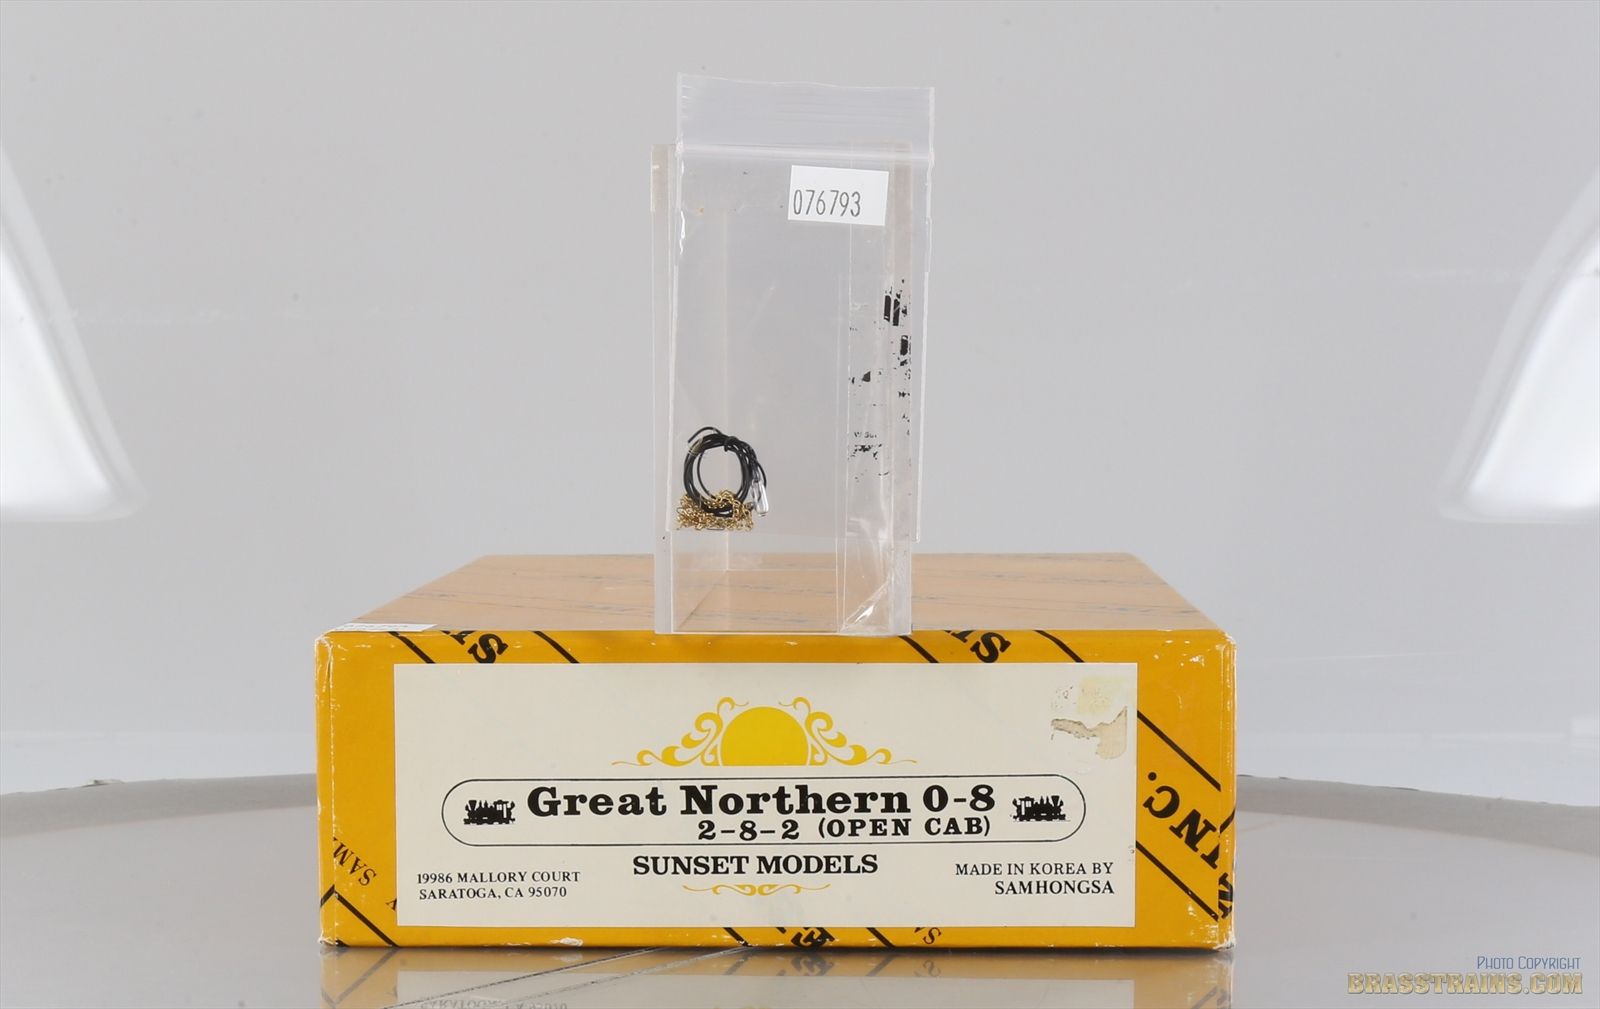 076793
Great Northern O-8
2-8-2 (OPEN CAB)
SUNSET MODELS
19986 MALLORY COURT
SARATOGA, CA 95070
MADE IN KOREA BY
SAMHONGSA
INC.
PHOTO COPYRIGHT
BRASSTRAINS.COM